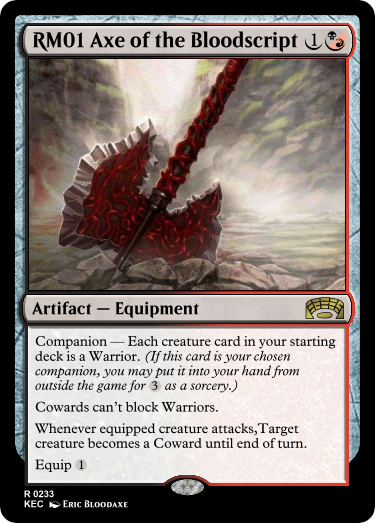 RM01 Axe of the Bloodscript 1
Artifact — Equipment
Companion — Each creature card in your starting
deck is a Warrior. (If this card is your chosen
companion, you may put it into your hand from
outside the game for 3 as a sorcery.)
Cowards can't block Warriors.
Whenever equipped creature attacks,Target
creature becomes a Coward until end of turn.
Equip 1
R 0233
KEC Eric Bloodaxe